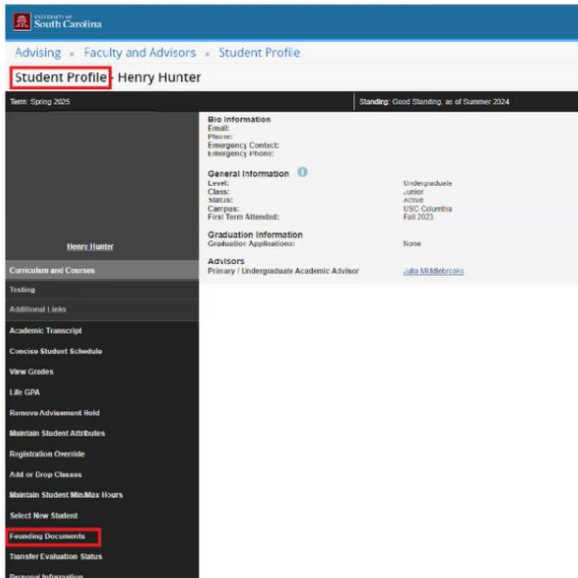 UNIVERSITY OF
South Carolina
Advising • Faculty and Advisors • Student Profile
Student Profile - Henry Hunter
Term: Spring 2025 Standing: Good Standing, as of Summer 2024
Bio Information
Email:
Phone:
Emergency Contact:
Emergency Phone:
General Information
Level: Undergraduate
Class: Junior
Status: Active
Campus: USC Columbia
First Term Attended: Fall 2023
Henry Hunter
Graduation Information
Graduation Applications: None
Advisors
Primary / Undergraduate Academic Advisor Julia Middlebrooks
Curriculum and Courses
Testing
Additional Links
Academic Transcript
Concise Student Schedule
View Grades
Life GPA
Remove Advisement Hold
Maintain Student Attributes
Registration Override
Add or Drop Classes
Maintain Student Min/Max Hours
Select New Student
Founding Documents
Transfer Evaluation Status
Personal Information